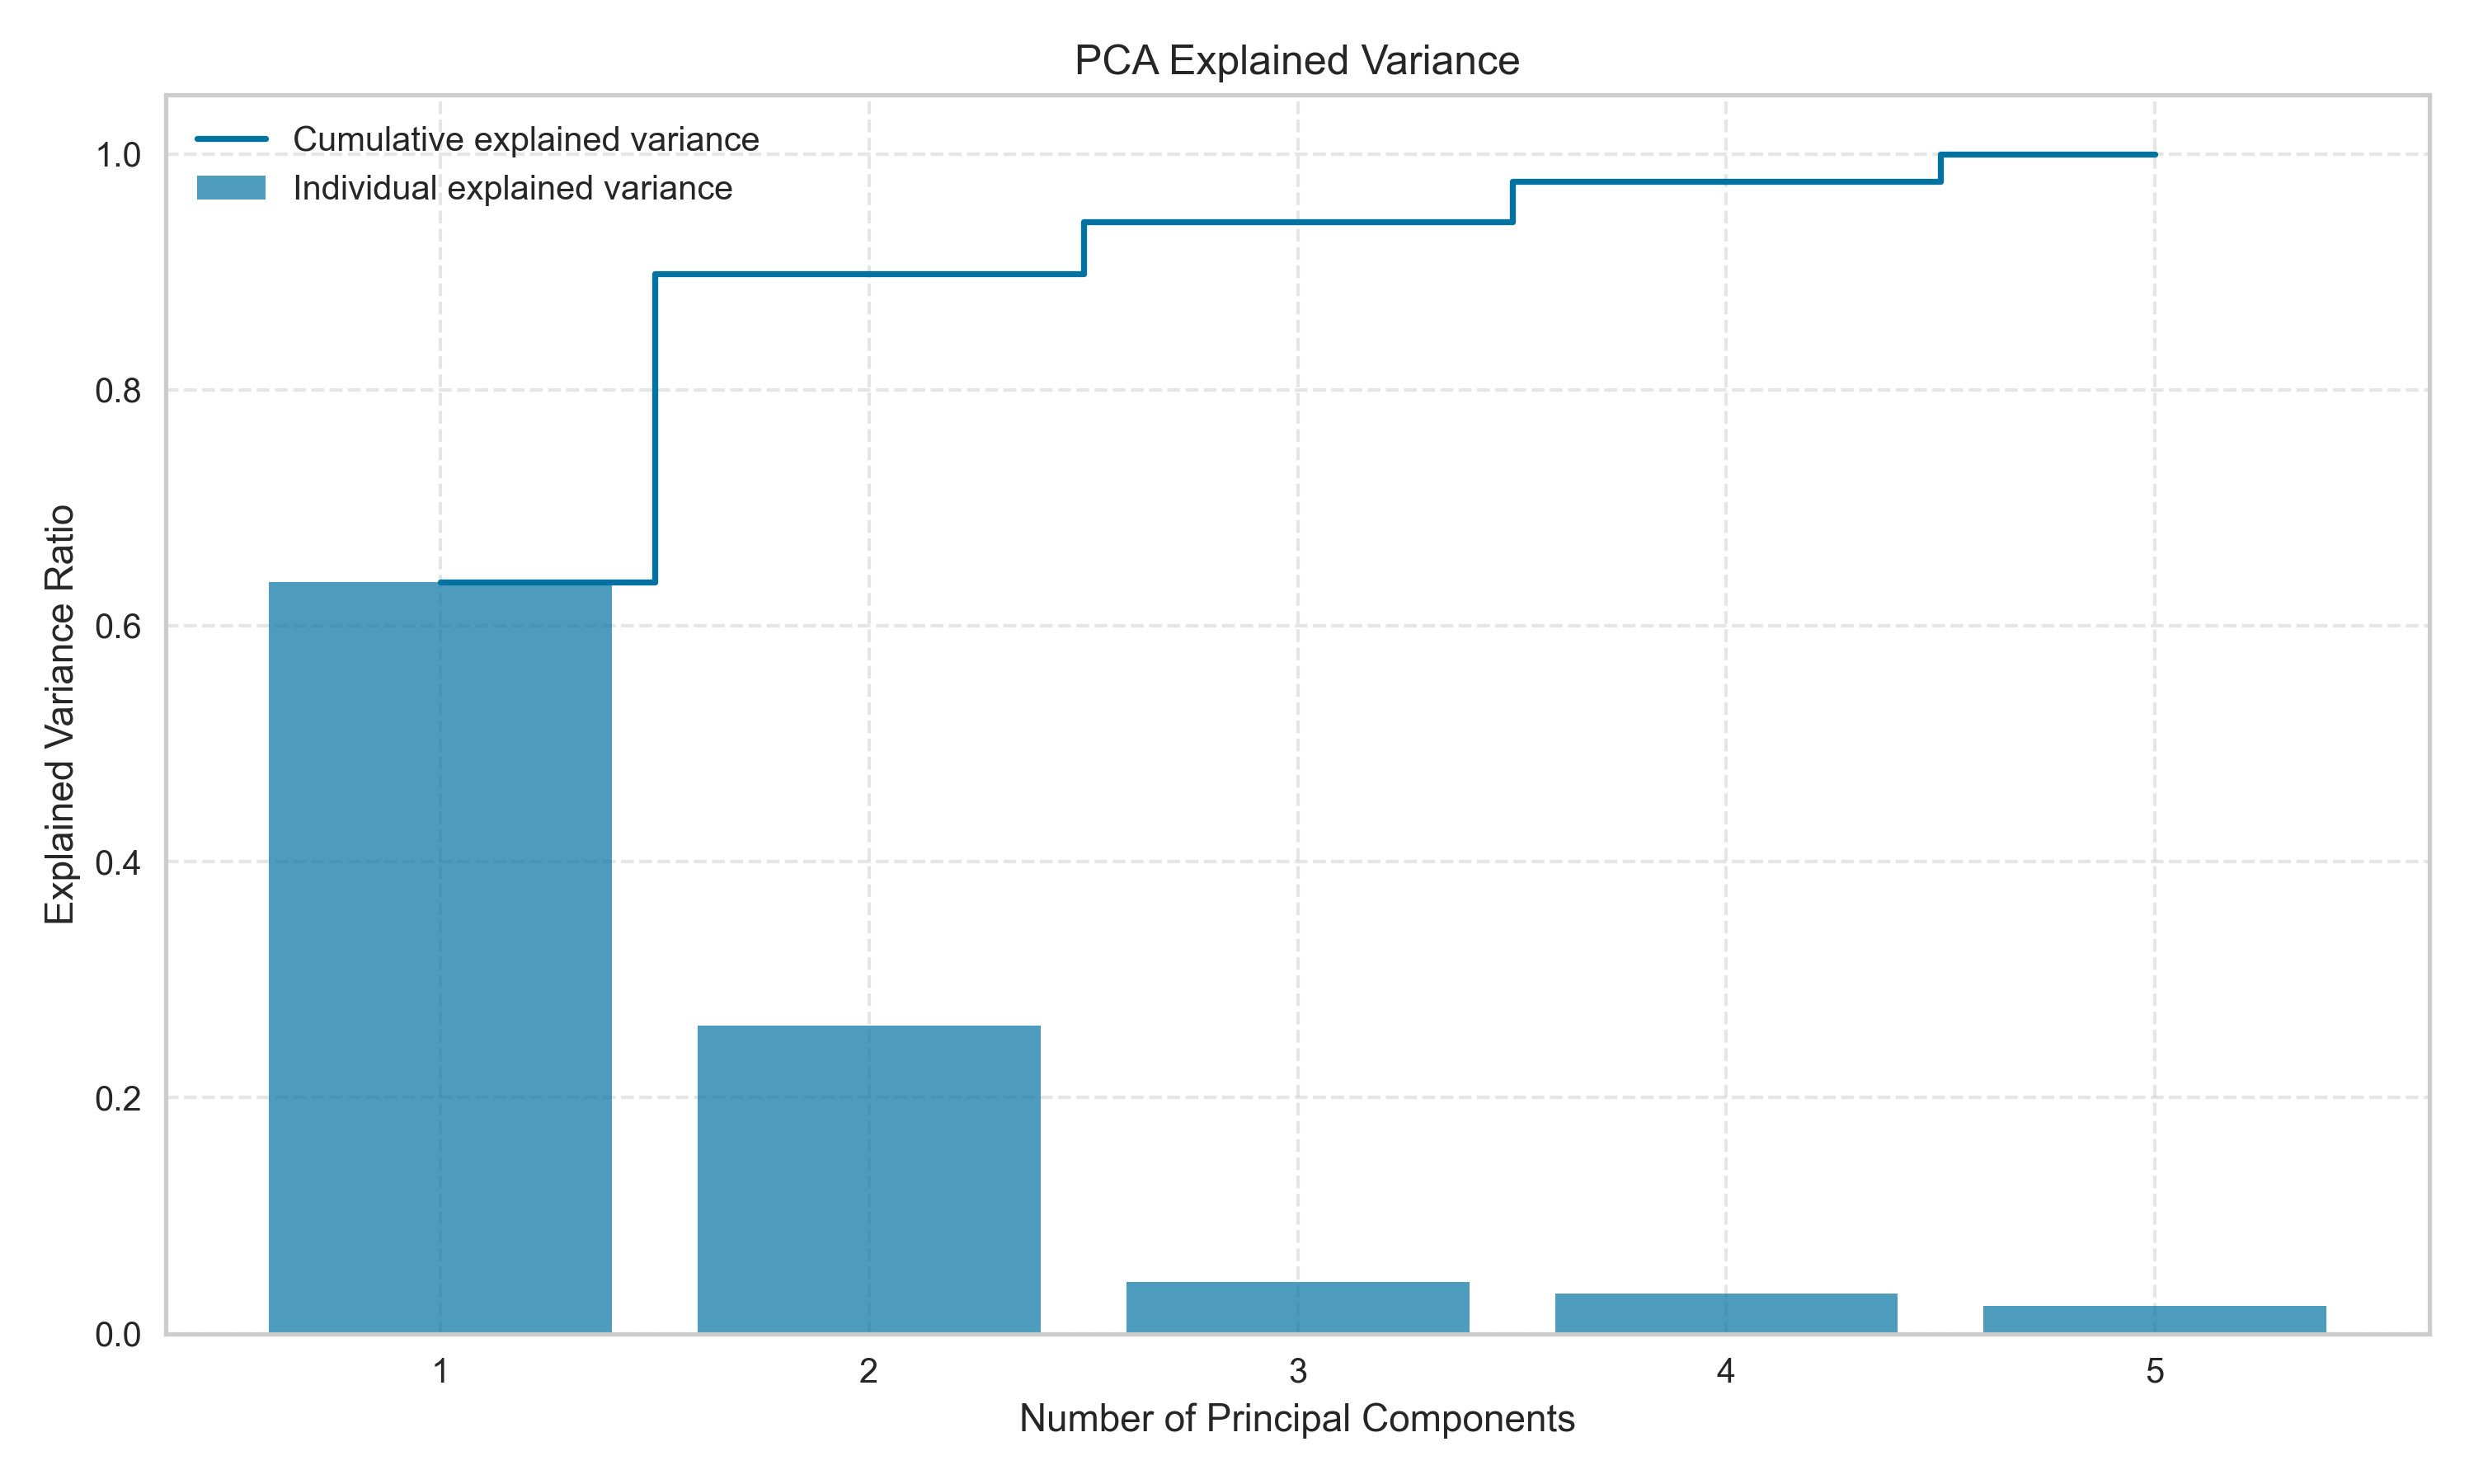 PCA Explained Variance
Cumulative explained variance
Individual explained variance
1.0
0.8
0.6
0.4
0.2
0.0
Explained Variance Ratio
1 2 3 4 5
Number of Principal Components